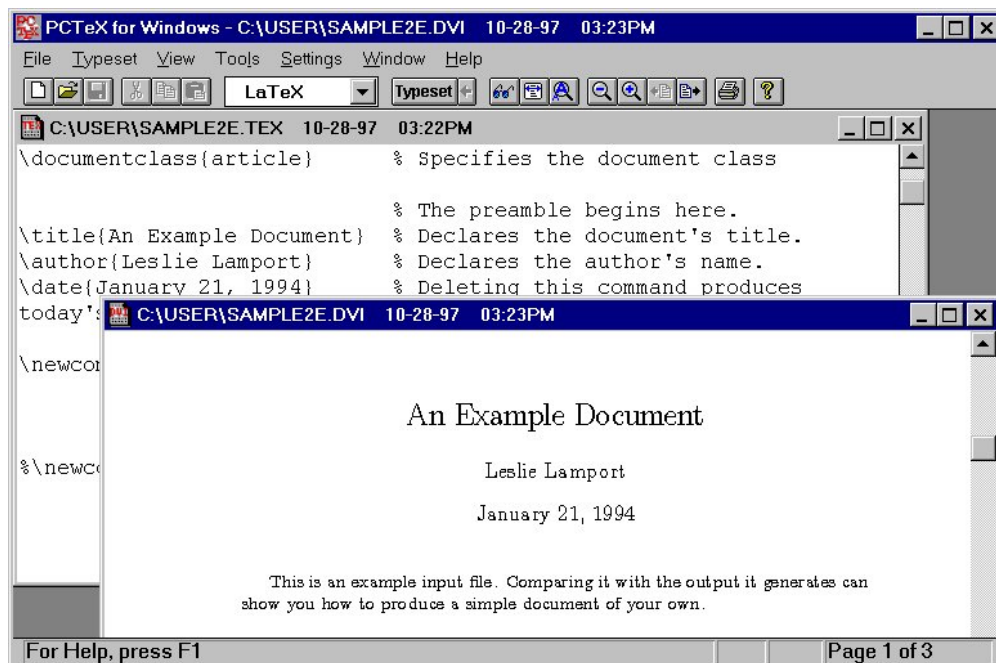 PCTeX for Windows - C:\USER\SAMPLE2E.DVI 10-28-97 03:23PM
File Typeset View Tools Settings Window Help
LaTeX Typeset
C:\USER\SAMPLE2E.TEX 10-28-97 03:22PM
\documentclass{article} % Specifies the document class
% The preamble begins here.
\title{An Example Document} % Declares the document's title.
\author{Leslie Lamport} % Declares the author's name.
\date{January 21, 1994} % Deleting this command produces
today's
C:\USER\SAMPLE2E.DVI 10-28-97 03:23PM
\newcom
%\newco
An Example Document
Leslie Lamport
January 21, 1994
This is an example input file. Comparing it with the output it generates can
show you how to produce a simple document of your own.
For Help, press F1 Page 1 of 3